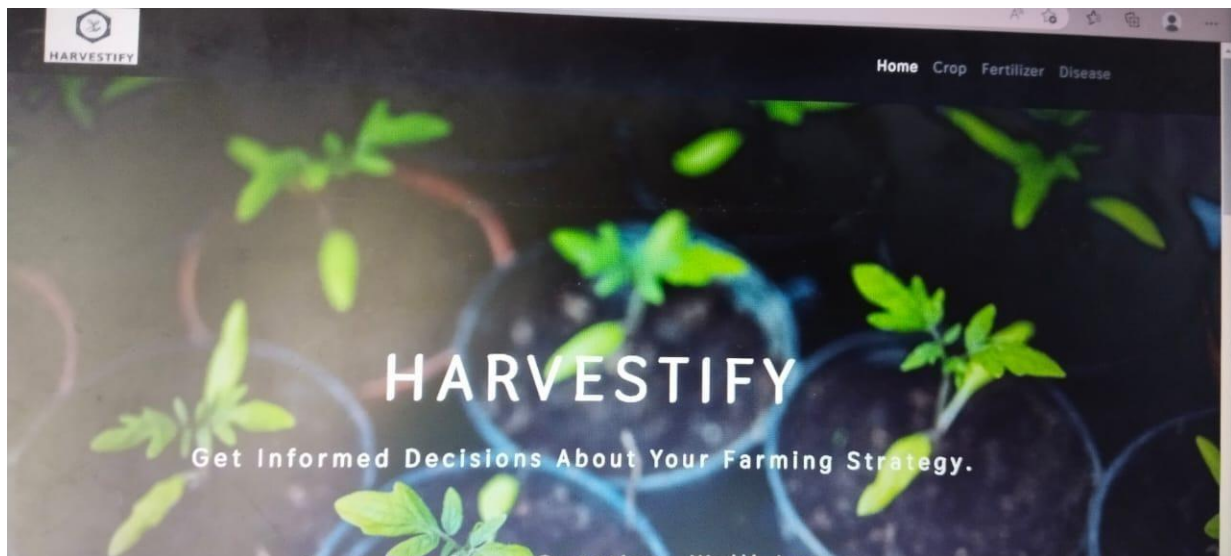 HARVESTIFY
Home Crop Fertilizer Disease
HARVESTIFY
Get Informed Decisions About Your Farming Strategy.